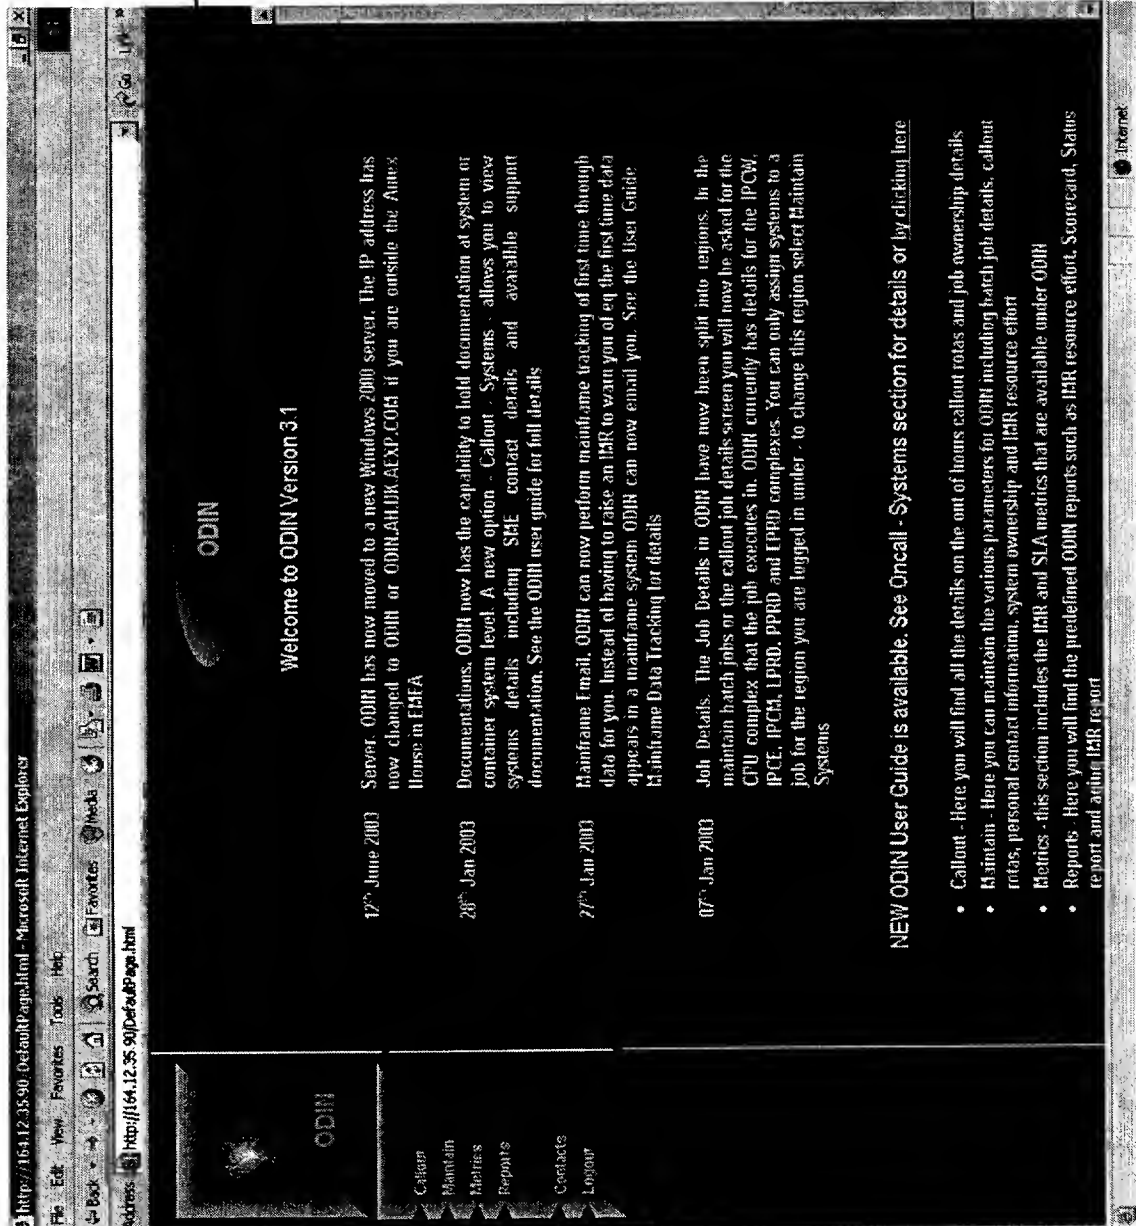 http://164.12.35.90/DefaultPage.html - Microsoft Internet Explorer
File Edit View Favorites Tools Help
Back Search Favorites Media
Address http://164.12.35.90/DefaultPage.html Go
ODIN
Callout
Maintain
Metrics
Reports
Contacts
Logout
ODIN
Welcome to ODIN Version 3.1
12th June 2003 Server. ODIN has now moved to a new Windows 2000 server. The IP address has
now changed to ODIN or ODIN.AH.UK.AEXP.COM if you are outside the Amex
House in EMEA
28th Jan 2003 Documentations. ODIN now has the capability to hold documentation at system or
container system level. A new option - Callout - Systems - allows you to view
systems details including SME contact details and available support
documentation. See the ODIN user guide for full details
27th Jan 2003 Mainframe Email. ODIN can now perform mainframe tracking of first time though
data for you. Instead of having to raise an IMR to warn you of eg the first time data
appears in a mainframe system ODIN can now email you. See the User Guide
Mainframe Data Tracking for details
07th Jan 2003 Job Details. The Job Details in ODIN have now been split into regions. In the
maintain batch jobs or the callout job details screen you will now be asked for the
CPU complex that the job executes in. ODIN currently has details for the IPCW,
IPCE, IPCM, LPRD, PPRD and EPRD complexes. You can only assign systems to a
job for the region you are logged in under - to change this region select Maintain
Systems
NEW ODIN User Guide is available. See Oncall - Systems section for details or by clicking here
• Callout - Here you will find all the details on the out of hours callout rotas and job ownership details
• Maintain - Here you can maintain the various parameters for ODIN including batch job details, callout
rotas, personal contact information, system ownership and IMR resource effort
• Metrics - this section includes the IMR and SLA metrics that are available under ODIN
• Reports - Here you will find the predefined ODIN reports such as IMR resource effort, Scorecard, Status
report and aging IMR report
Internet